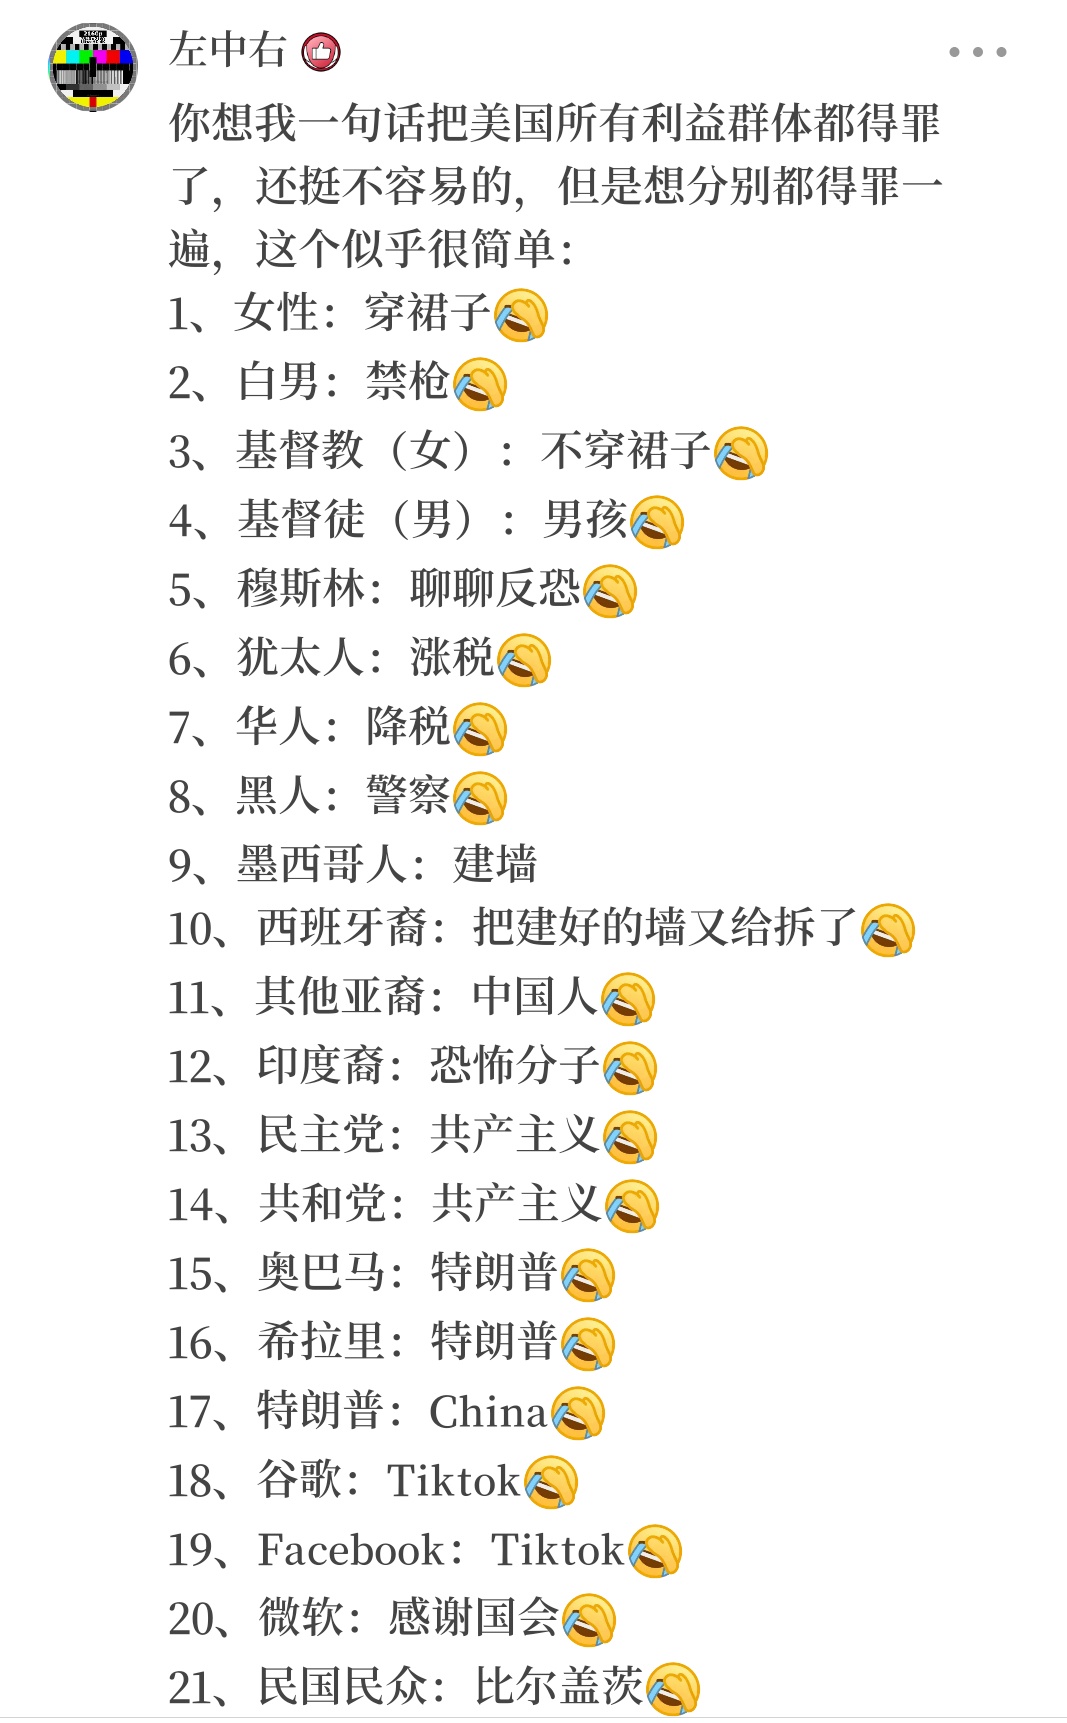 左中右
你想我一句话把美国所有利益群体都得罪
了，还挺不容易的，但是想分别都得罪一
遍，这个似乎很简单：
1、女性：穿裙子🤣
2、白男：禁枪🤣
3、基督教（女）：不穿裙子🤣
4、基督徒（男）：男孩🤣
5、穆斯林：聊聊反恐🤣
6、犹太人：涨税🤣
7、华人：降税🤣
8、黑人：警察🤣
9、墨西哥人：建墙
10、西班牙裔：把建好的墙又给拆了🤣
11、其他亚裔：中国人🤣
12、印度裔：恐怖分子🤣
13、民主党：共产主义🤣
14、共和党：共产主义🤣
15、奥巴马：特朗普🤣
16、希拉里：特朗普🤣
17、特朗普：China🤣
18、谷歌：Tiktok🤣
19、Facebook：Tiktok🤣
20、微软：感谢国会🤣
21、民国民众：比尔盖茨🤣